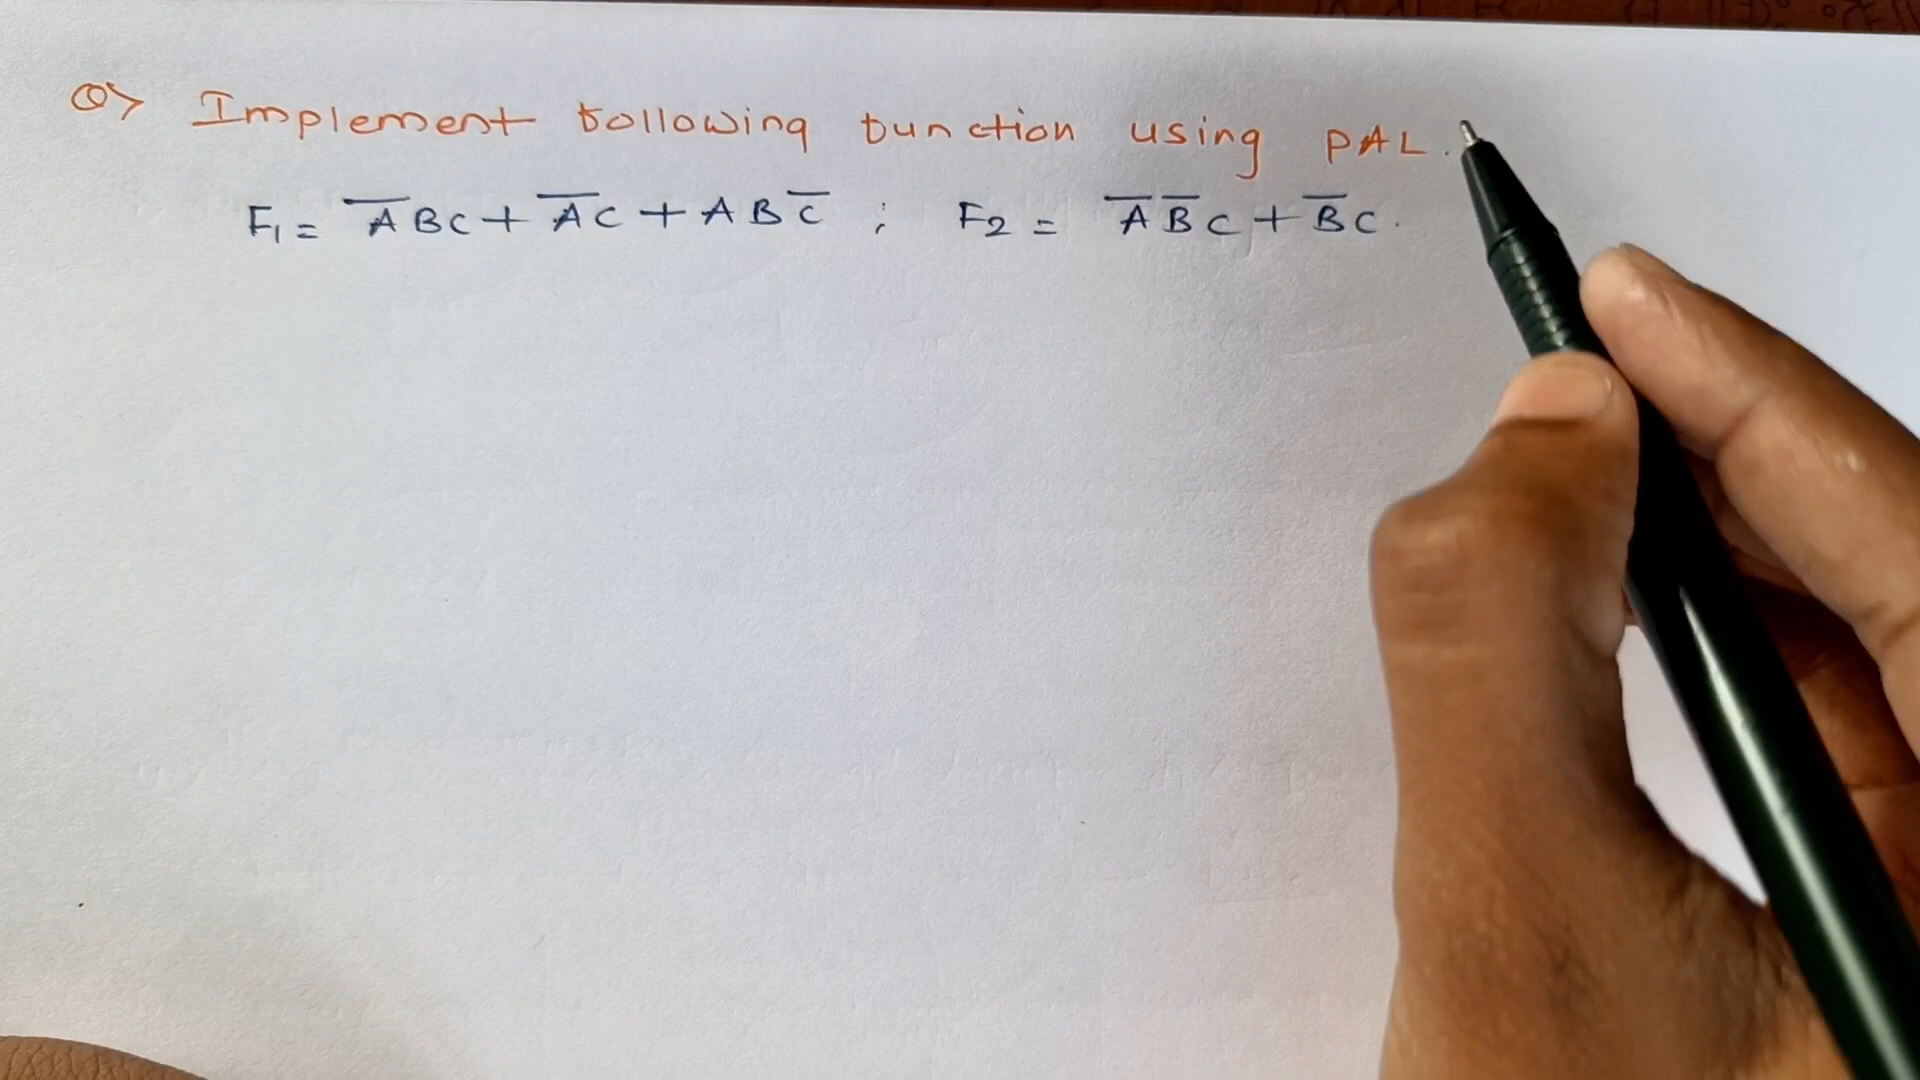 Q> Implement following function using PAL.
F₁ = A̅BC + A̅C + ABC̅ ; F₂ = A̅B̅C + B̅C.